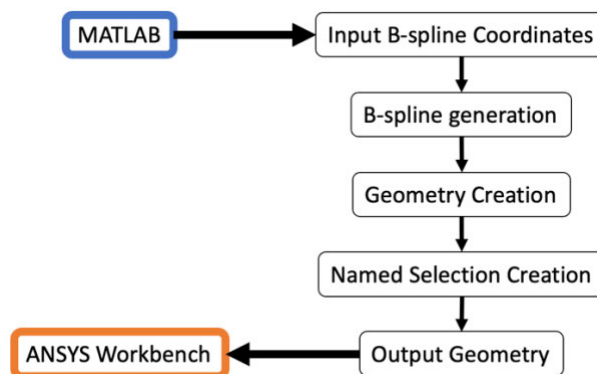 MATLAB
Input B-spline Coordinates
B-spline generation
Geometry Creation
Named Selection Creation
Output Geometry
ANSYS Workbench